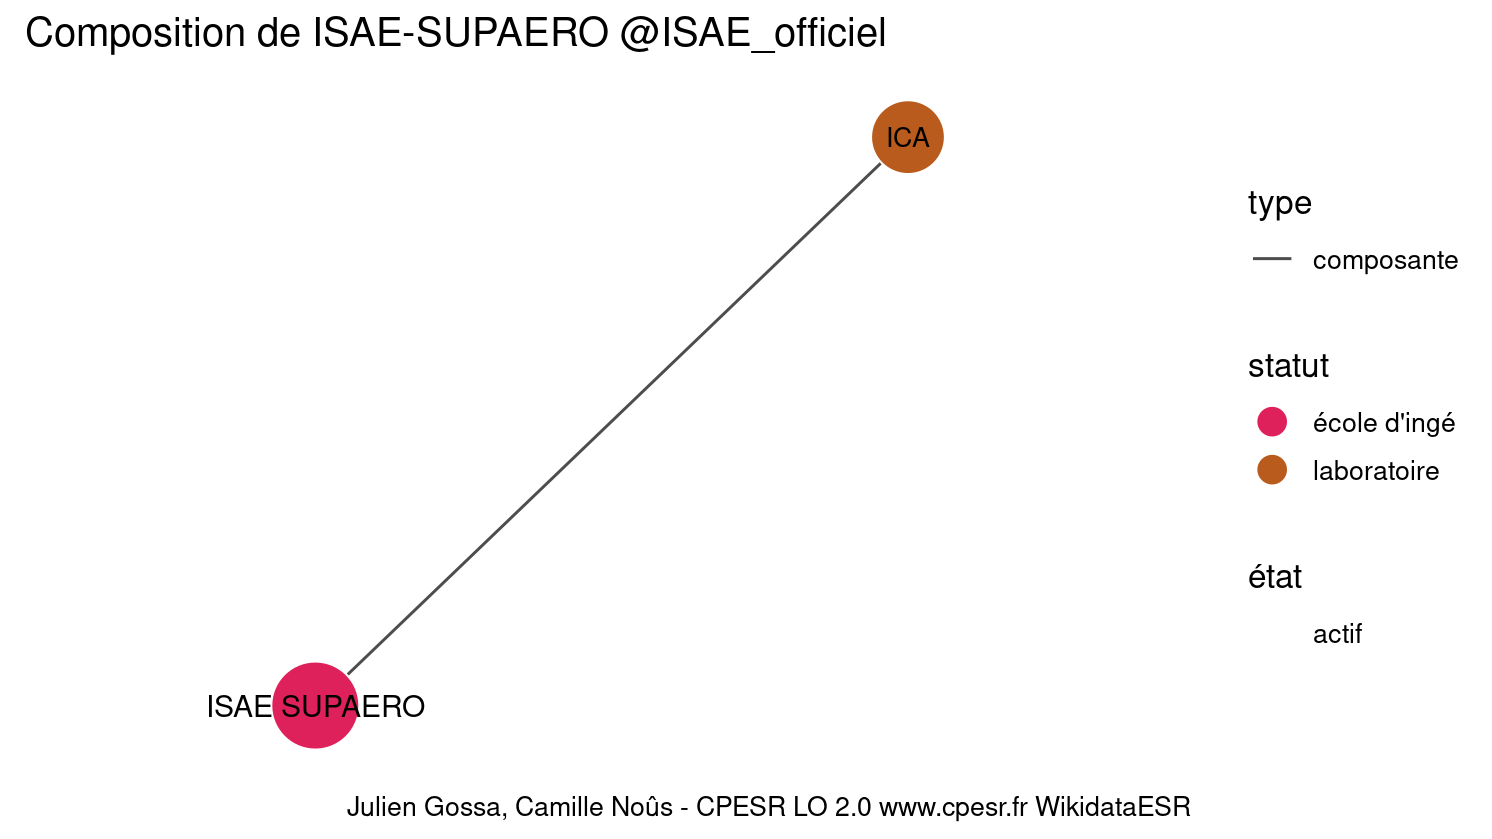 Composition de ISAE-SUPAERO @ISAE_officiel
ICA
type
composante
statut
école d'ingé
laboratoire
état
actif
ISAE SUPAERO
Julien Gossa, Camille Noûs - CPESR LO 2.0 www.cpesr.fr WikidataESR